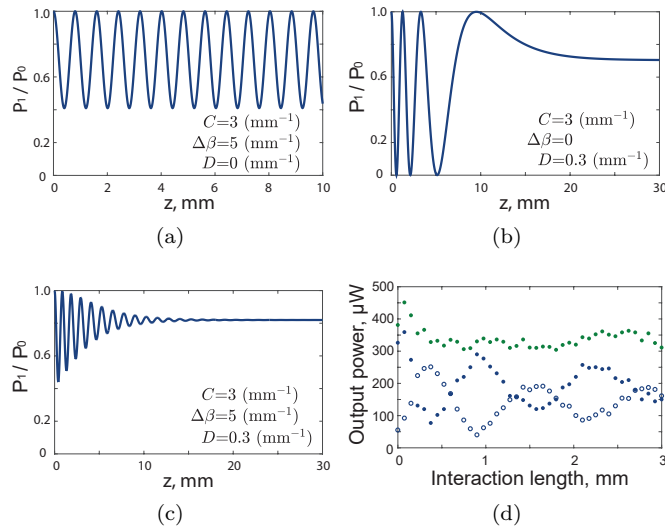 P1 / P0
1.0
0.6
0.2
0
C=3 (mm⁻¹)
Δβ=5 (mm⁻¹)
D=0 (mm⁻¹)
0 2 4 6 8 10
z, mm
(a)
P1 / P0
1.0
0.6
0.2
0
C=3 (mm⁻¹)
Δβ=0
D=0.3 (mm⁻¹)
0 10 20 30
z, mm
(b)
P1 / P0
1.0
0.6
0.2
0
C=3 (mm⁻¹)
Δβ=5 (mm⁻¹)
D=0.3 (mm⁻¹)
0 5 10 15 20 25 30
z, mm
(c)
Output power, μW
500
400
300
200
100
0
0 1 2 3
Interaction length, mm
(d)